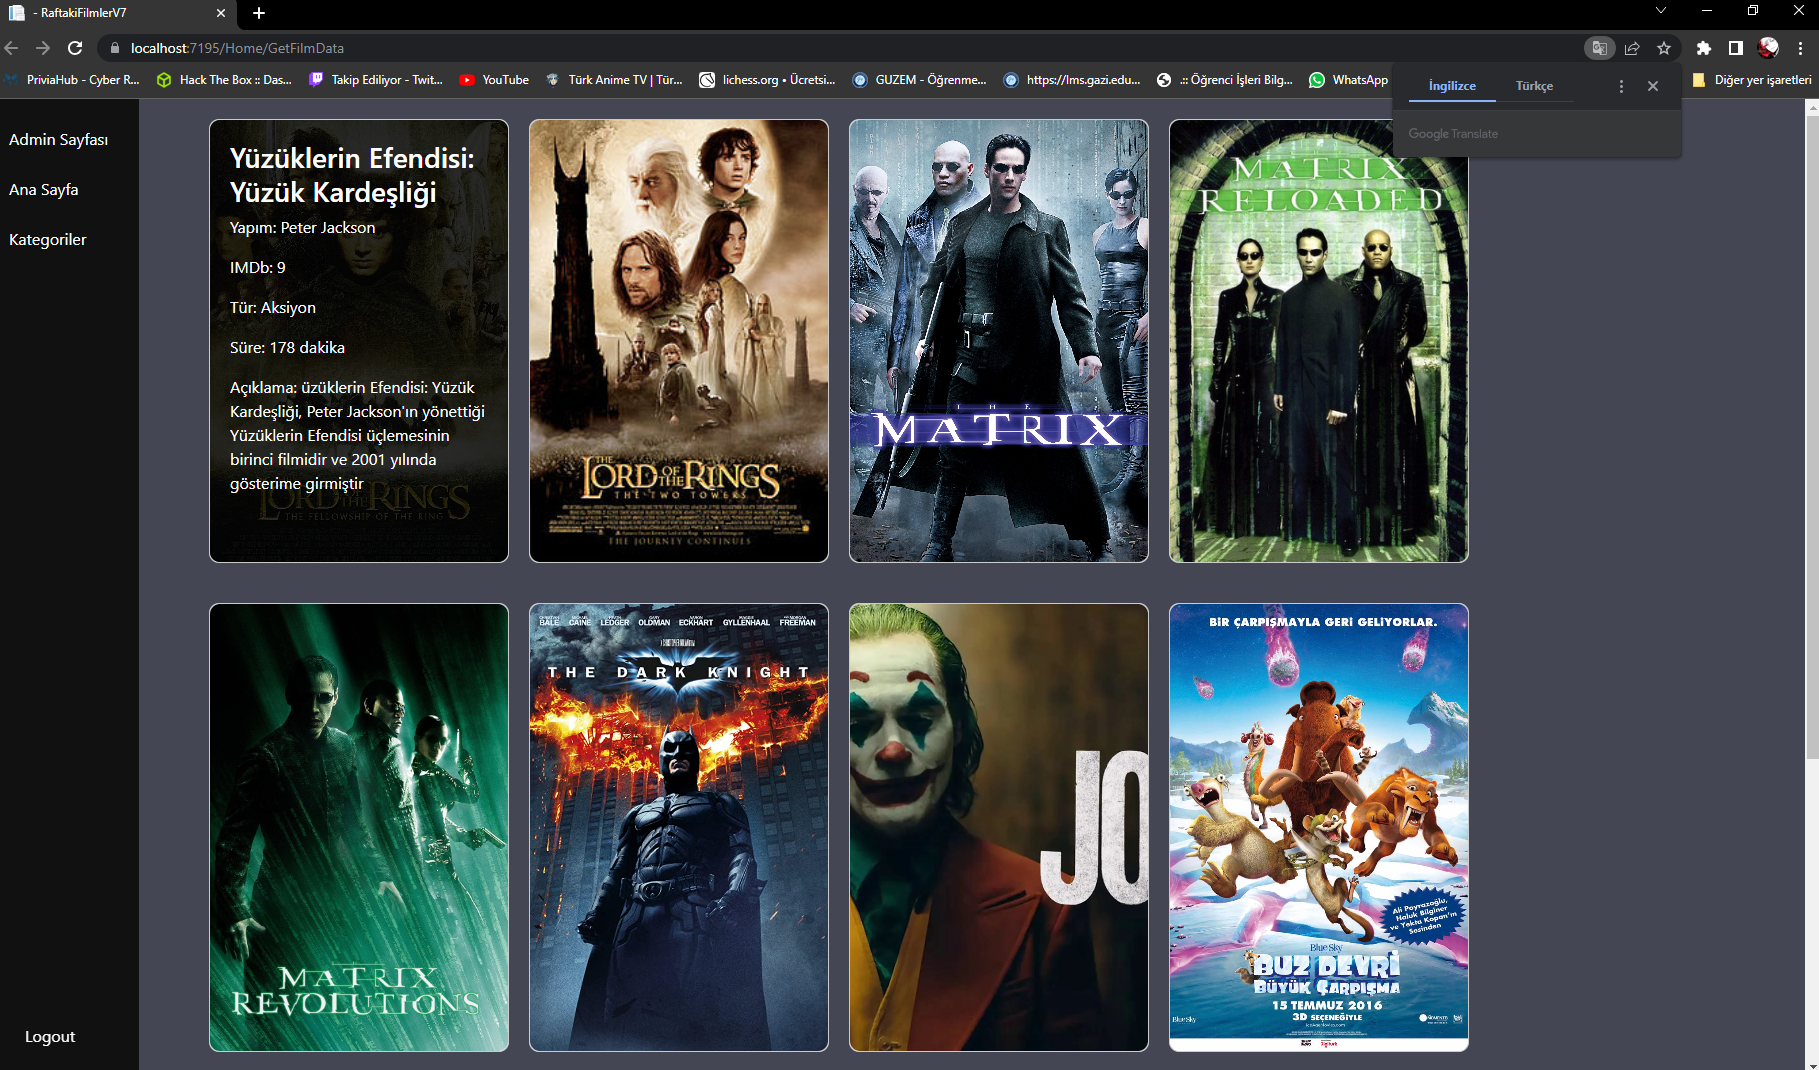 - RaftakiFilmlerV7
localhost:7195/Home/GetFilmData
PriviaHub - Cyber R...
Hack The Box :: Das...
Takip Ediliyor - Twit...
YouTube
Türk Anime TV | Tür...
lichess.org • Ücretsi...
GUZEM - Öğrenme...
https://lms.gazi.edu...
.:: Öğrenci İşleri Bilg...
WhatsApp
Diğer yer işaretleri
İngilizce
Türkçe
Google Translate
Admin Sayfası
Ana Sayfa
Kategoriler
Logout
Yüzüklerin Efendisi:
Yüzük Kardeşliği
Yapım: Peter Jackson
IMDb: 9
Tür: Aksiyon
Süre: 178 dakika
Açıklama: üzüklerin Efendisi: Yüzük
Kardeşliği, Peter Jackson'ın yönettiği
Yüzüklerin Efendisi üçlemesinin
birinci filmidir ve 2001 yılında
gösterime girmiştir
LORD OF THE RINGS
THE FELLOWSHIP OF THE RING
THE
LORD OF THE RINGS
THE TWO TOWERS
THE JOURNEY CONTINUES
THE
MATRIX
MATRIX
RELOADED
MATRIX
REVOLUTIONS
BALE CAINE LEDGER OLDMAN ECKHART GYLLENHAAL FREEMAN
THE DARK KNIGHT
JO
BİR ÇARPIŞMAYLA GERİ GELİYORLAR.
Ali Poyrazoğlu,
Haluk Bilginer
ve Yekta Kopan'ın
Sesinden
Blue Sky
BUZ DEVRİ
BÜYÜK ÇARPIŞMA
15 TEMMUZ 2016
3D SEÇENEĞİYLE
Blue Sky